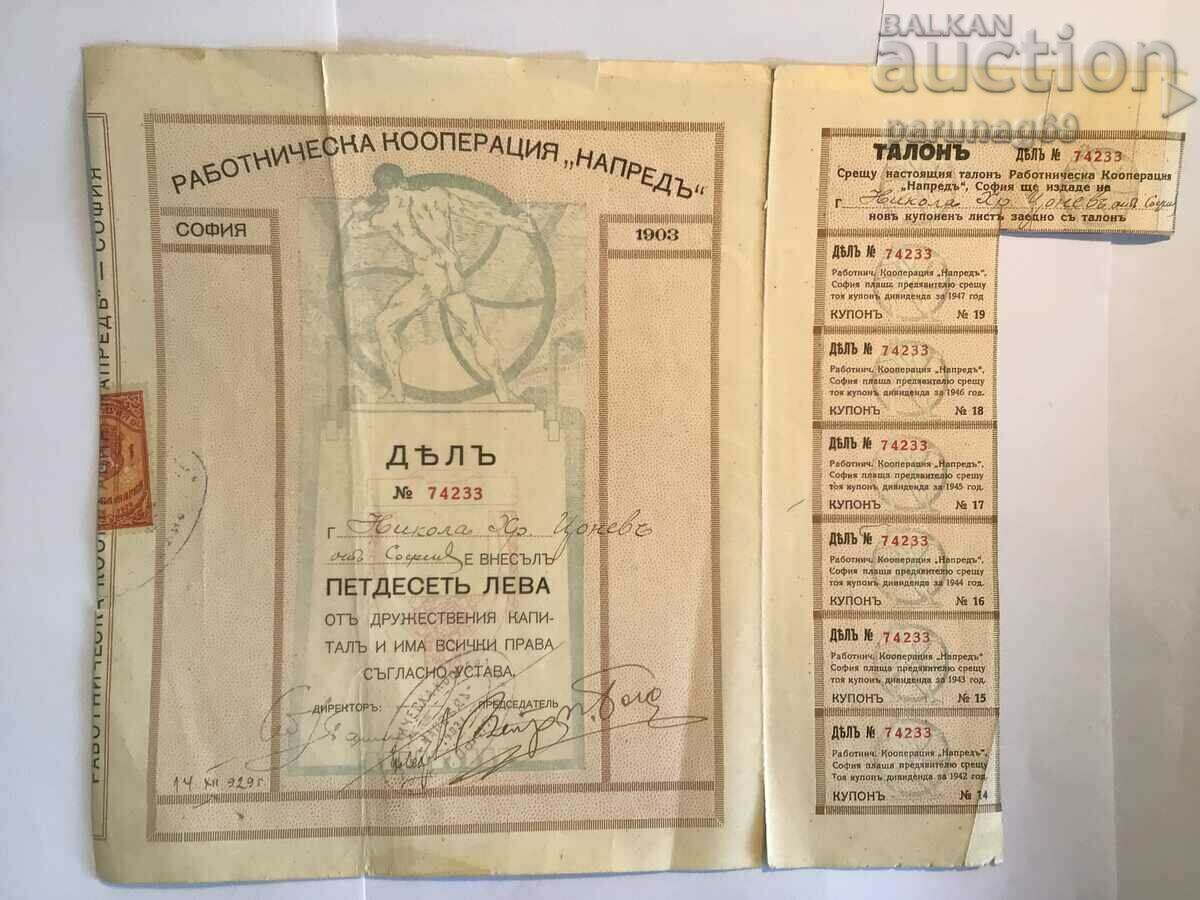 BALKAN
auction
parunag69
РАБОТНИЧЕСКА КООПЕРАЦИЯ „НАПРЕДЪ“
СОФИЯ
1903
ДѢЛЪ
№ 74233
г Никола Хр. Цоневъ
отъ София Е ВНЕСЪЛЪ
ПЕТДЕСЕТЬ ЛЕВА
ОТЪ ДРУЖЕСТВЕНИЯ КАПИ-
ТАЛЪ И ИМА ВСИЧКИ ПРАВА
СЪГЛАСНО УСТАВА.
ДИРЕКТОРЪ:
ПРЕДСЕДАТЕЛЬ
14 XII 929 г.
НАПРЕДЪ“ — СОФИЯ
РАБОТНИЧЕСКА
ТАЛОНЪ ДѢЛЪ № 74233
Срещу настоящия талонъ Работническа Кооперация
„Напредъ“, София ще издаде на
г Никола Хр. Цоневъ отъ София
новъ купоненъ листъ заедно съ талонъ
ДѢЛЪ № 74233
Работнич. Кооперация „Напредъ“,
София плаща предявителю срещу
тоя купонъ дивиденда за 1947 год
КУПОНЪ № 19
ДѢЛЪ № 74233
Работнич. Кооперация „Напредъ“,
София плаща предявителю срещу
тоя купонъ дивиденда за 1946 год.
КУПОНЪ № 18
ДѢЛЪ № 74233
Работнич. Кооперация „Напредъ“,
София плаща предявителю срещу
тоя купонъ дивиденда за 1945 год.
КУПОНЪ № 17
ДѢЛЪ № 74233
Работнич. Кооперация „Напредъ“,
София плаща предявителю срещу
тоя купонъ дивиденда за 1944 год.
КУПОНЪ № 16
ДѢЛЪ № 74233
Работнич. Кооперация „Напредъ“,
София плаща предявителю срещу
тоя купонъ дивиденда за 1943 год.
КУПОНЪ № 15
ДѢЛЪ № 74233
Работнич. Кооперация „Напредъ“,
София плаща предявителю срещу
тоя купонъ дивиденда за 1942 год.
КУПОНЪ № 14